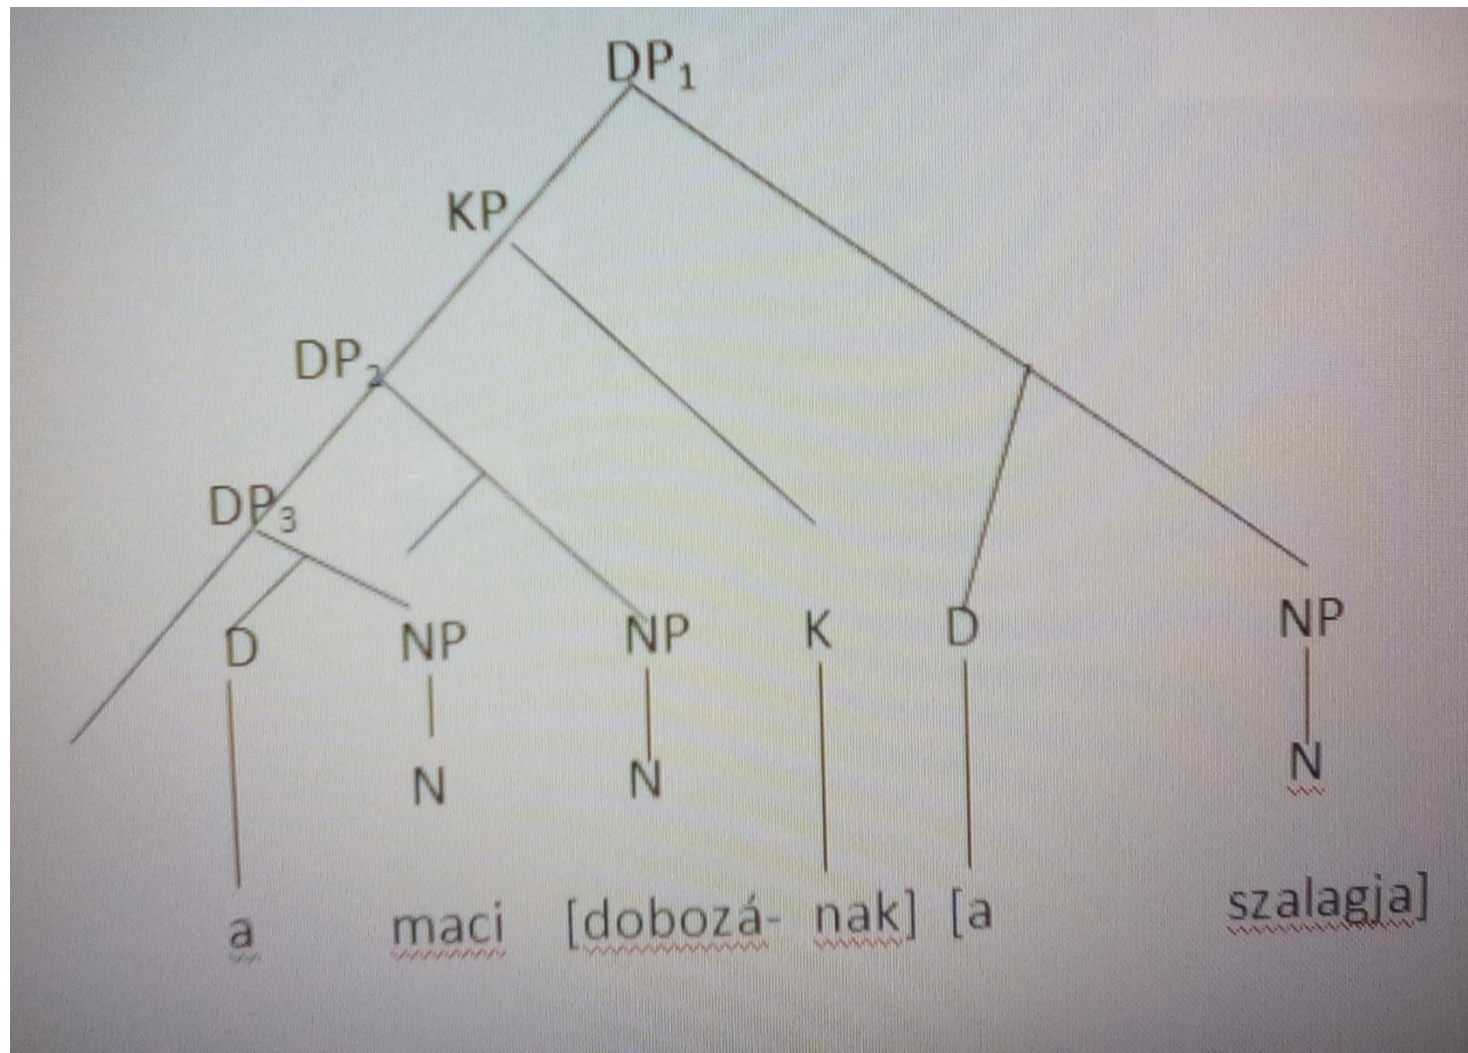 DP₁
KP
DP₂
DP₃
D NP NP K D NP
N N N
a maci [dobozá- nak] [a szalagja]